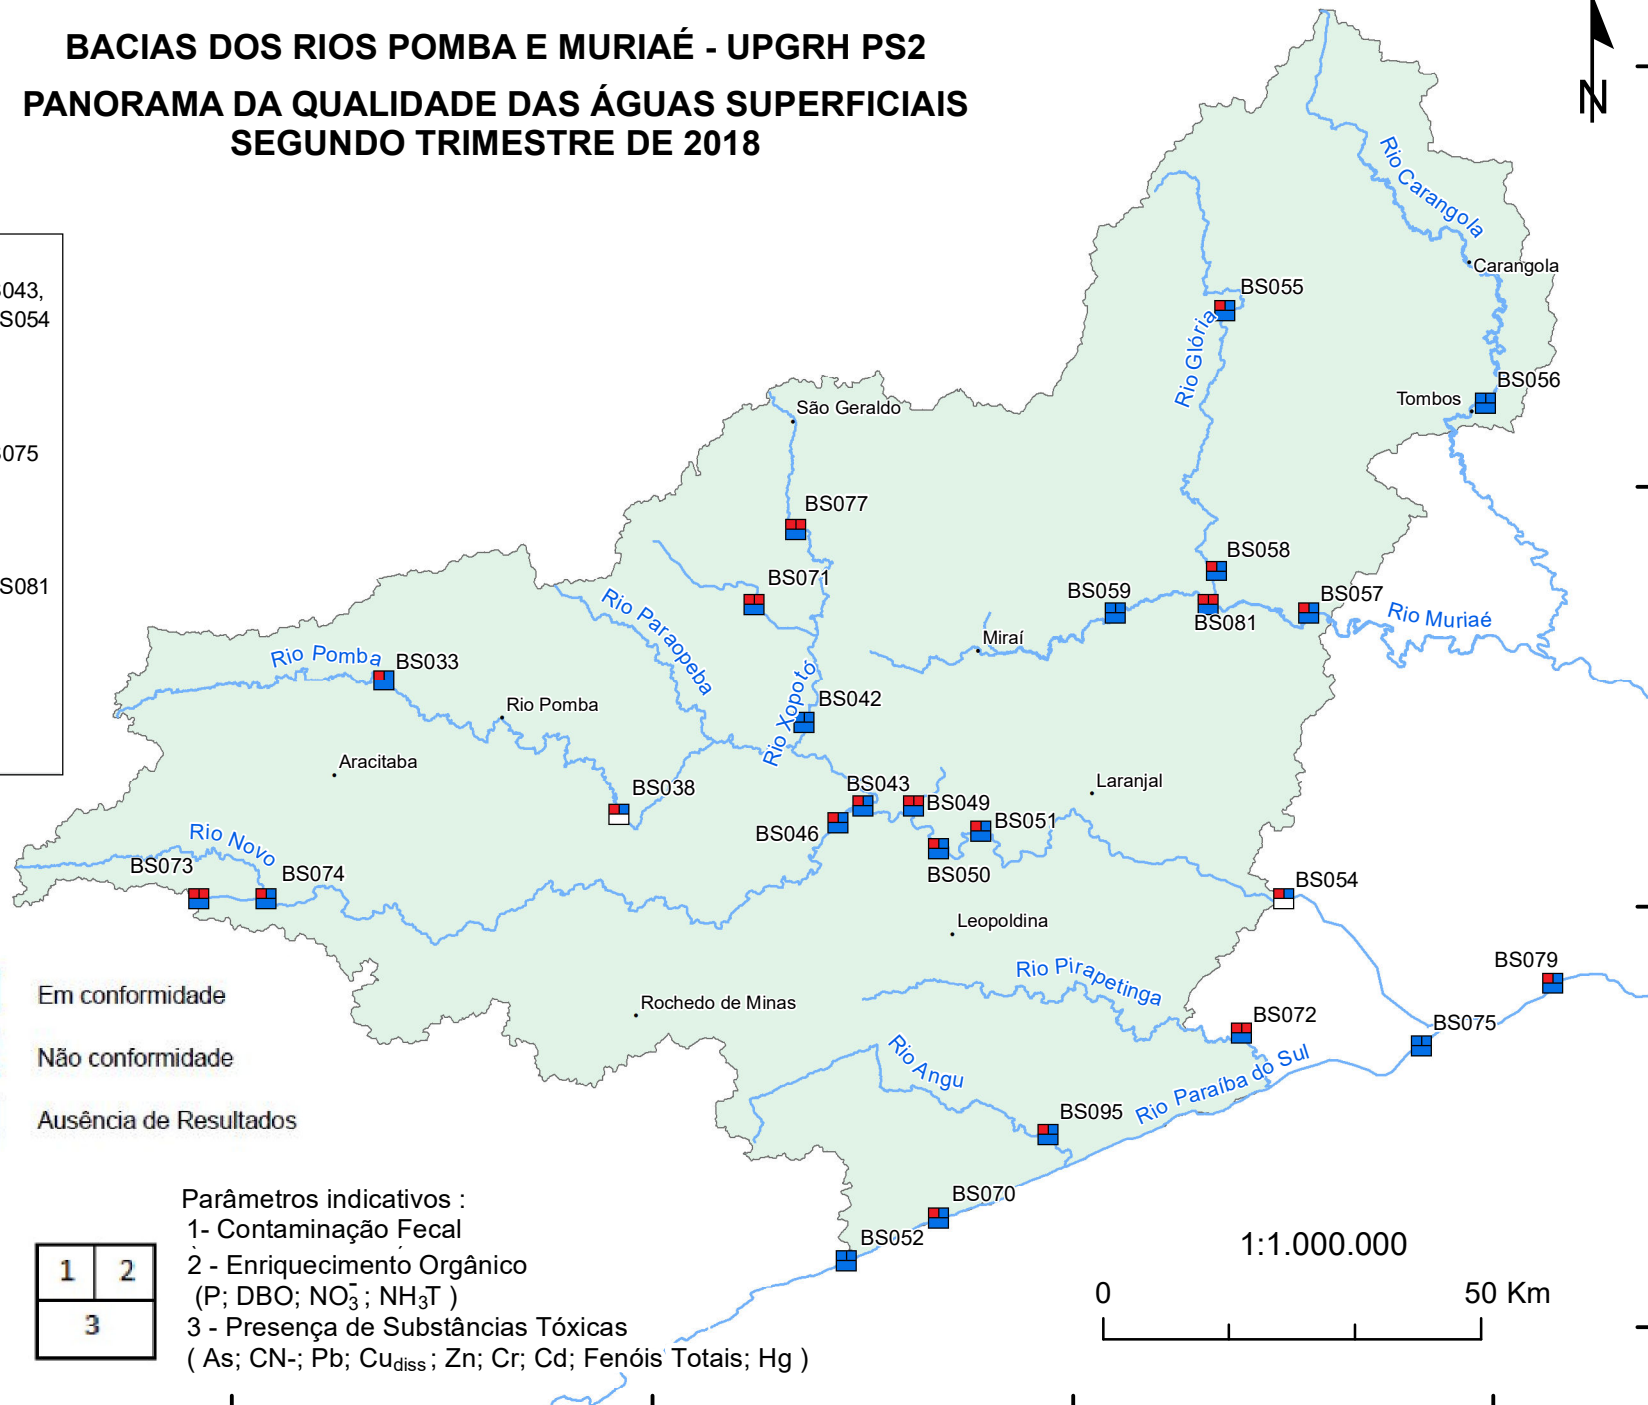 BACIAS DOS RIOS POMBA E MURIAÉ - UPGRH PS2
PANORAMA DA QUALIDADE DAS ÁGUAS SUPERFICIAIS
SEGUNDO TRIMESTRE DE 2018
N
043,
S054
075
S081
Rio Carangola
Carangola
BS055
Rio Glória
BS056
Tombos
São Geraldo
BS077
BS071
BS058
BS059
BS081
BS057
Rio Muriaé
Miraí
Rio Paraopeba
Rio Pomba
BS033
Rio Pomba
Rio Xopotó
BS042
Aracitaba
BS038
BS043
BS049
Laranjal
BS046
BS051
BS050
Rio Novo
BS073
BS074
BS054
Leopoldina
BS079
Rio Pirapetinga
Rochedo de Minas
BS072
BS075
Rio Angu
Rio Paraíba do Sul
BS095
BS070
BS052
Em conformidade
Não conformidade
Ausência de Resultados
Parâmetros indicativos :
1- Contaminação Fecal
2 - Enriquecimento Orgânico
(P; DBO; NO₃⁻; NH₃T )
3 - Presença de Substâncias Tóxicas
( As; CN-; Pb; Cudiss ; Zn; Cr; Cd; Fenóis Totais; Hg )
1 2
3
1:1.000.000
0 50 Km